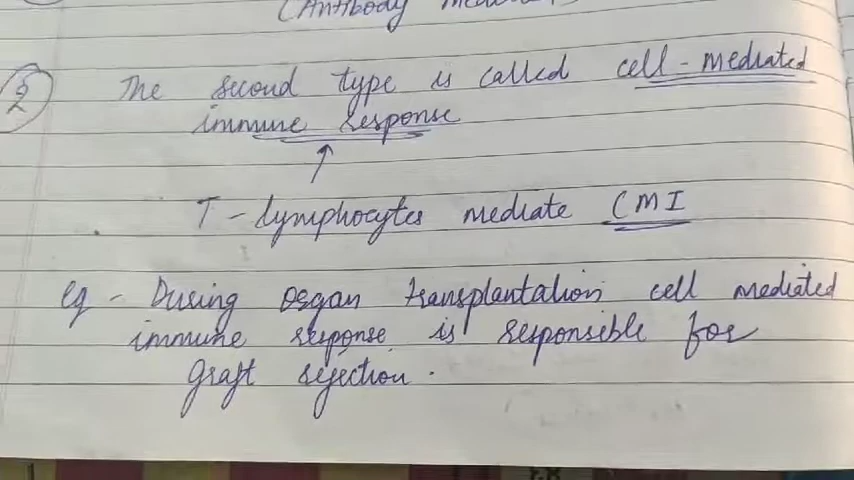 (Antibody
2 The second type is called cell-mediated
immune response
↑
T-lymphocytes mediate CMI
eg - During organ transplantation cell mediated
immune response is responsible for
graft rejection.